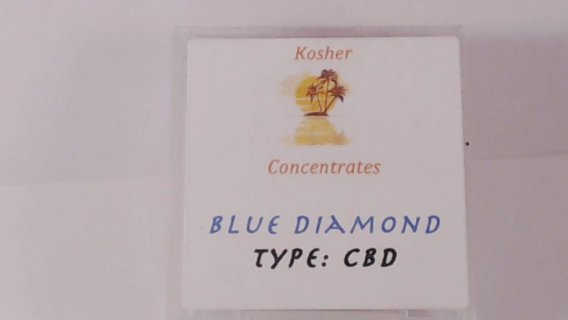 Kosher
Concentrates
BLUE DIAMOND
TYPE: CBD